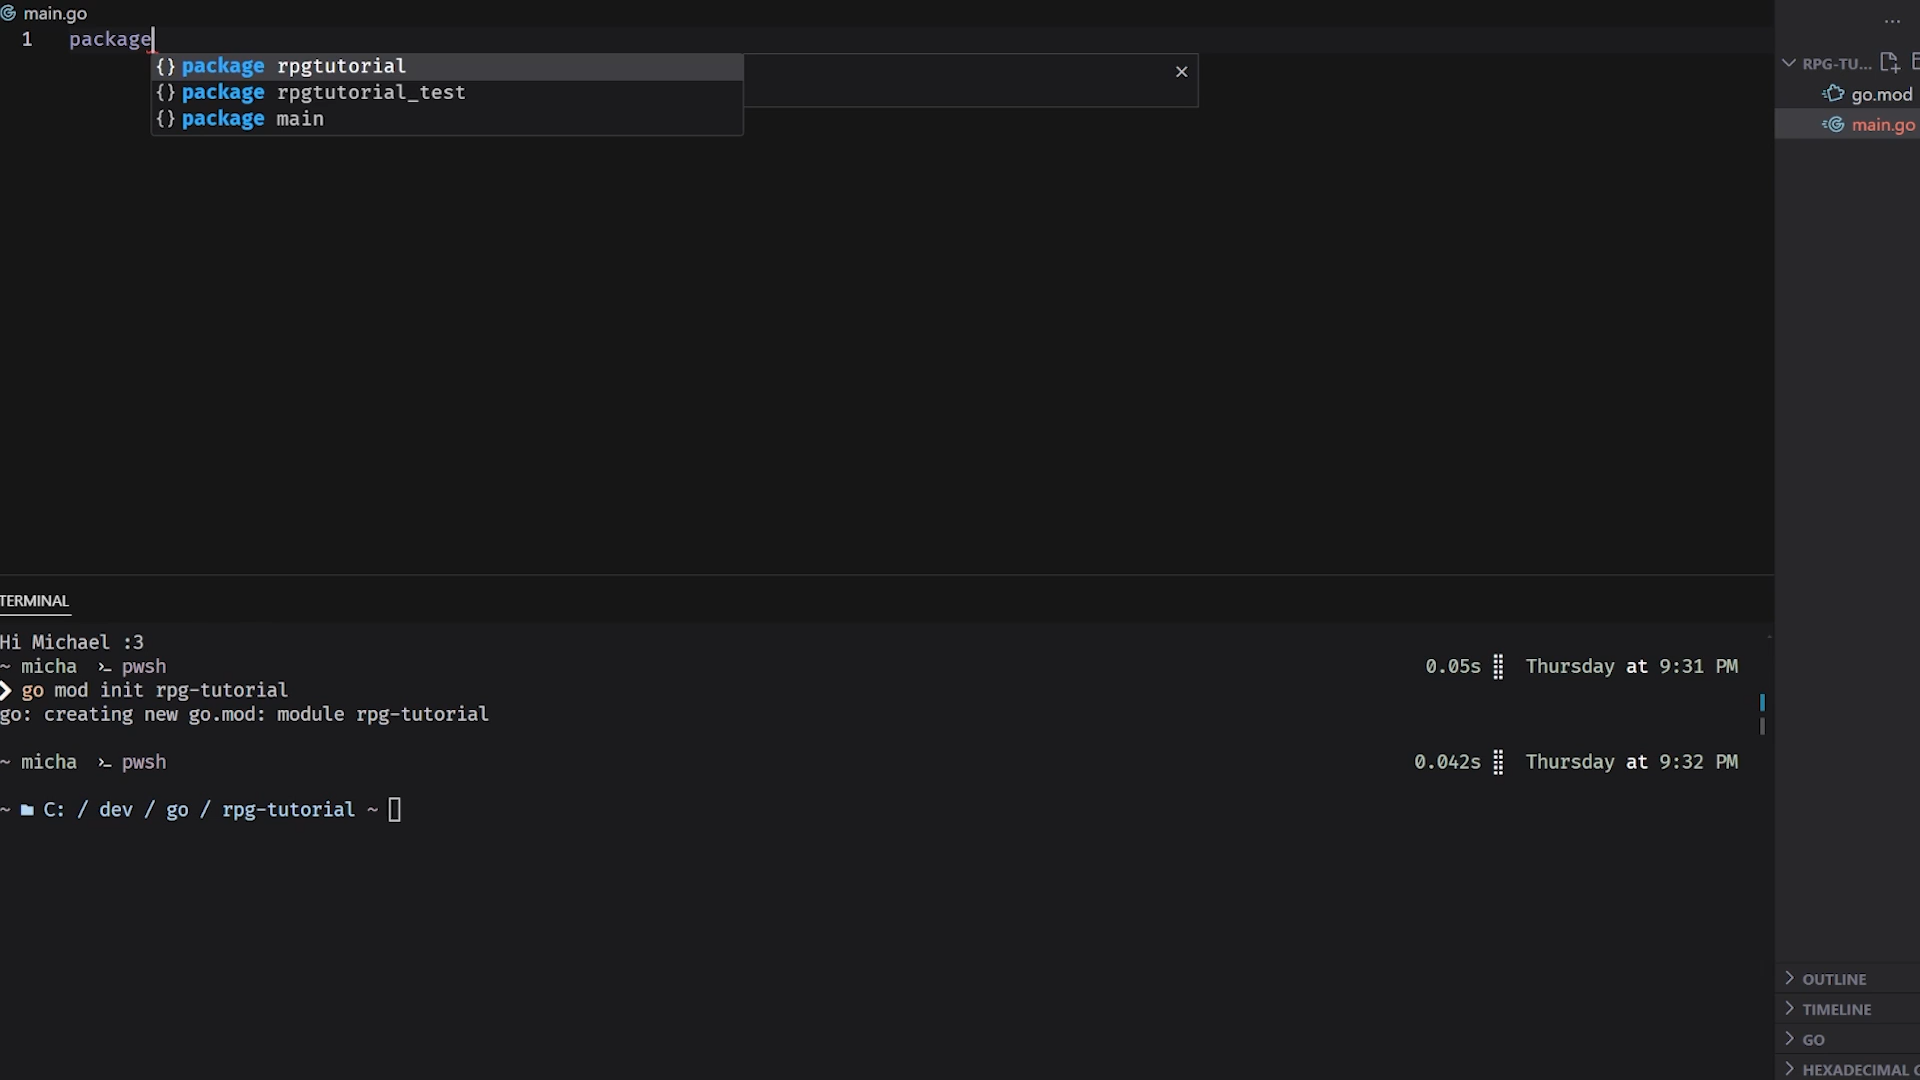 main.go
1 package
{} package rpgtutorial
{} package rpgtutorial_test
{} package main
RPG-TU...
go.mod
main.go
TERMINAL
Hi Michael :3
~ micha >_ pwsh 0.05s Thursday at 9:31 PM
❯ go mod init rpg-tutorial
go: creating new go.mod: module rpg-tutorial
~ micha >_ pwsh 0.042s Thursday at 9:32 PM
~ C: / dev / go / rpg-tutorial ~
OUTLINE
TIMELINE
GO
HEXADECIMAL C